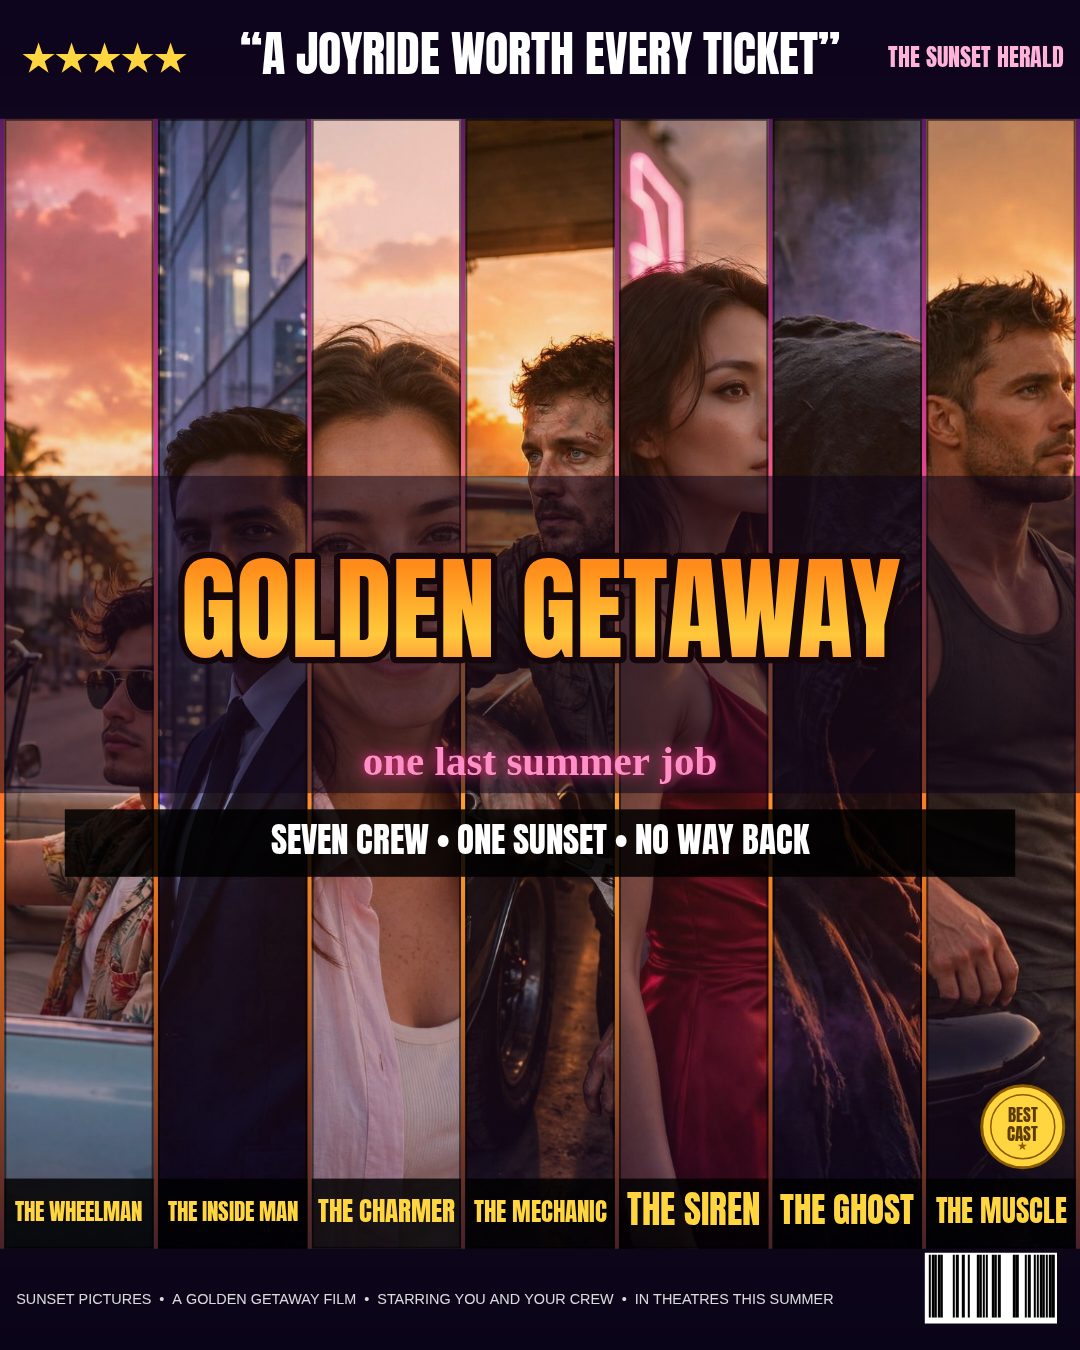 ★★★★★
“A JOYRIDE WORTH EVERY TICKET”
THE SUNSET HERALD
GOLDEN GETAWAY
one last summer job
SEVEN CREW • ONE SUNSET • NO WAY BACK
BEST
CAST
★
THE WHEELMAN
THE INSIDE MAN
THE CHARMER
THE MECHANIC
THE SIREN
THE GHOST
THE MUSCLE
SUNSET PICTURES • A GOLDEN GETAWAY FILM • STARRING YOU AND YOUR CREW • IN THEATRES THIS SUMMER